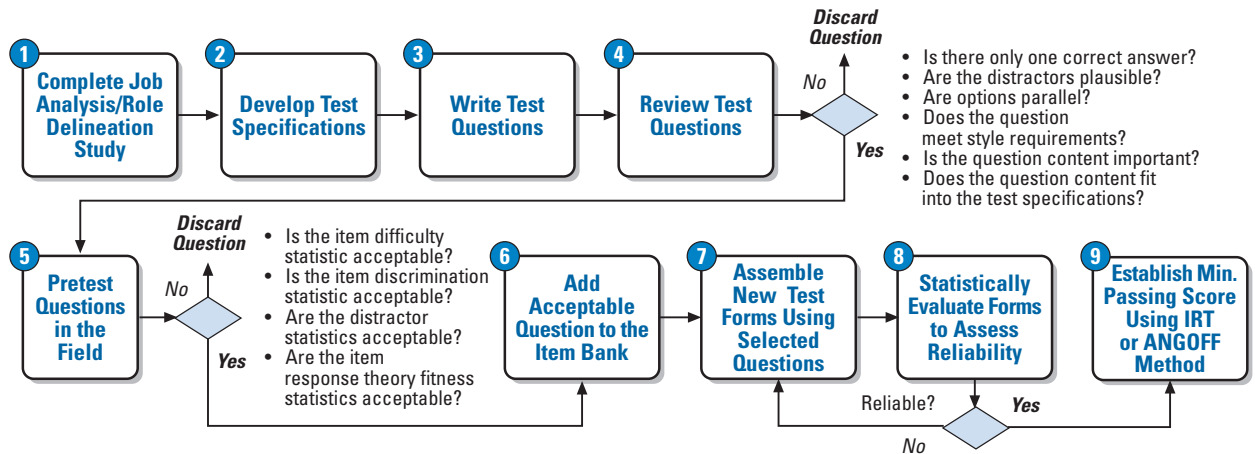 1
Complete Job
Analysis/Role
Delineation
Study
2
Develop Test
Specifications
3
Write Test
Questions
4
Review Test
Questions
Discard
Question
No
Yes
• Is there only one correct answer?
• Are the distractors plausible?
• Are options parallel?
• Does the question
meet style requirements?
• Is the question content important?
• Does the question content fit
into the test specifications?
5
Pretest
Questions
in the
Field
Discard
Question
No
Yes
• Is the item difficulty
statistic acceptable?
• Is the item discrimination
statistic acceptable?
• Are the distractor
statistics acceptable?
• Are the item
response theory fitness
statistics acceptable?
6
Add
Acceptable
Question to the
Item Bank
7
Assemble
New Test
Forms Using
Selected
Questions
8
Statistically
Evaluate Forms
to Assess
Reliability
Reliable?
Yes
No
9
Establish Min.
Passing Score
Using IRT
or ANGOFF
Method